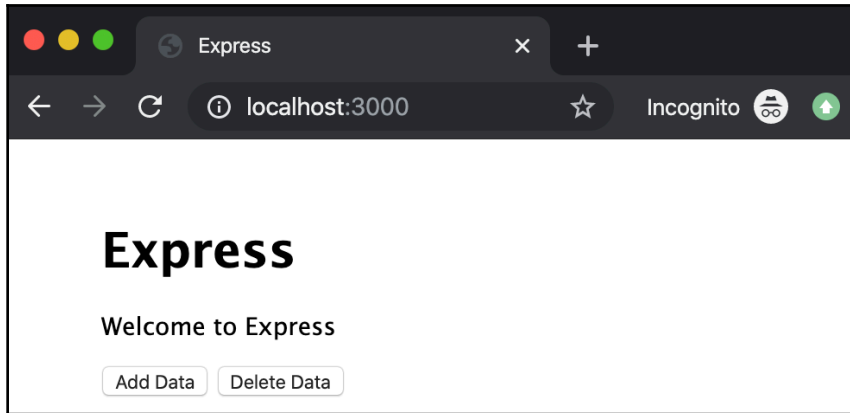 Express
localhost:3000 Incognito
Express
Welcome to Express
Add Data Delete Data